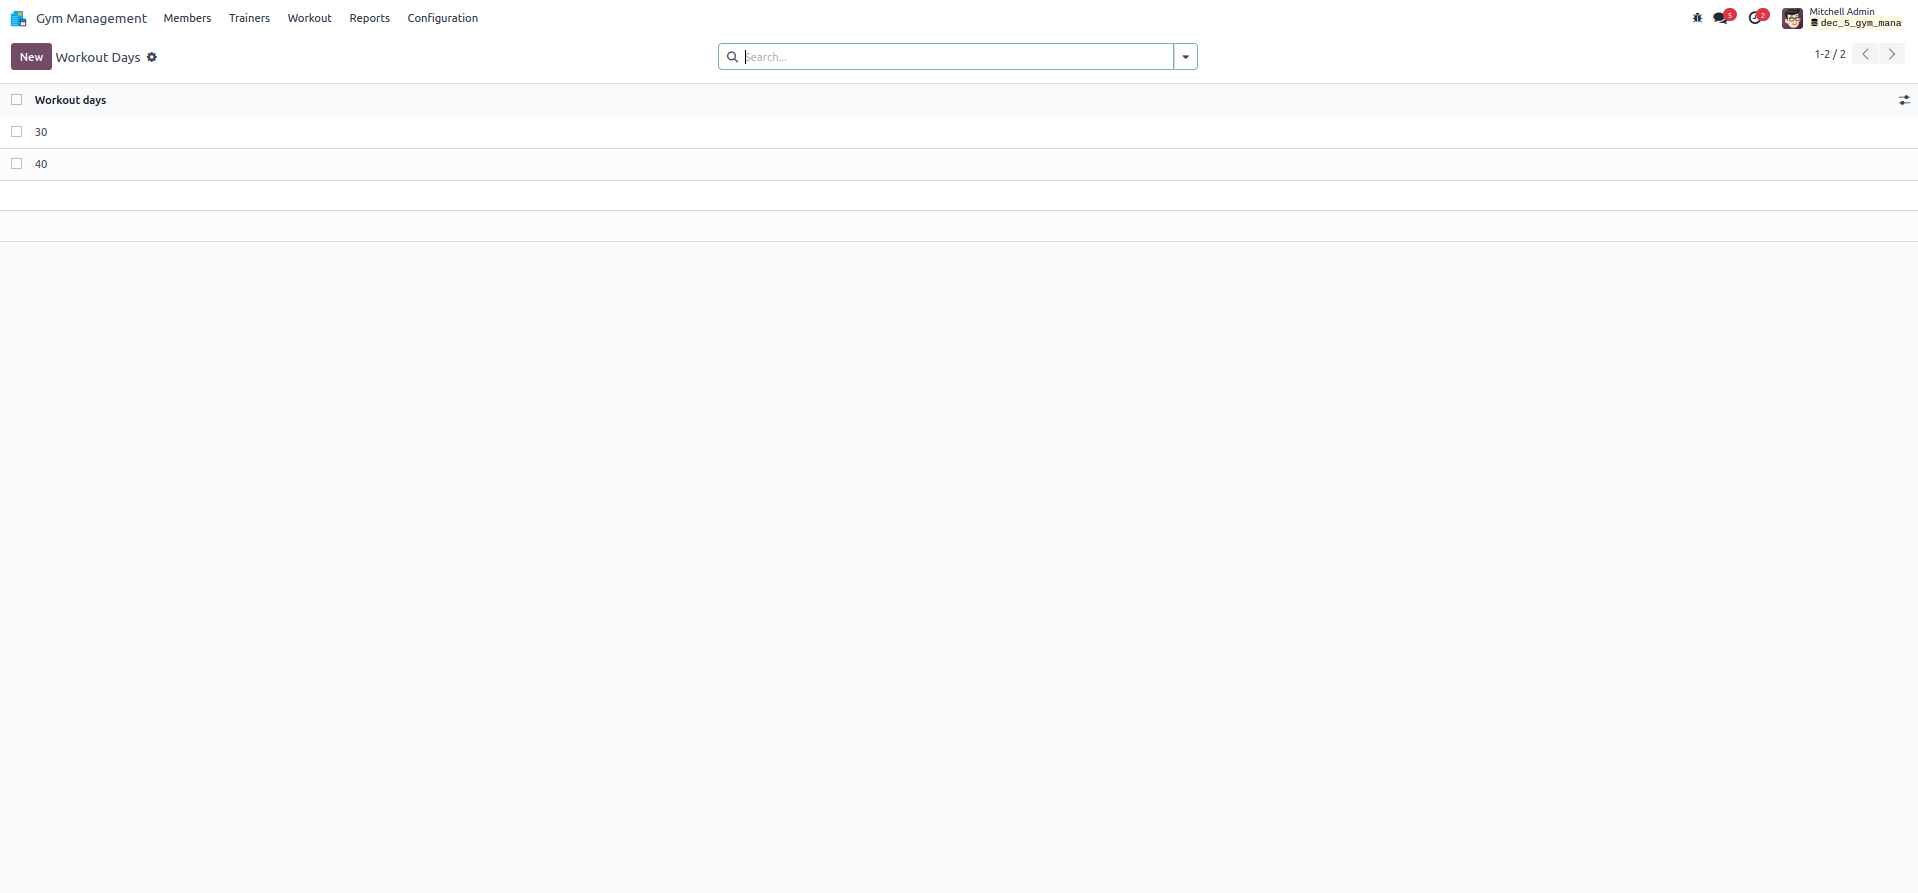 Gym Management Members Trainers Workout Reports Configuration 5 2 Mitchell Admin
dec_5_gym_mana
New Workout Days Search... 1-2 / 2
Workout days
30
40